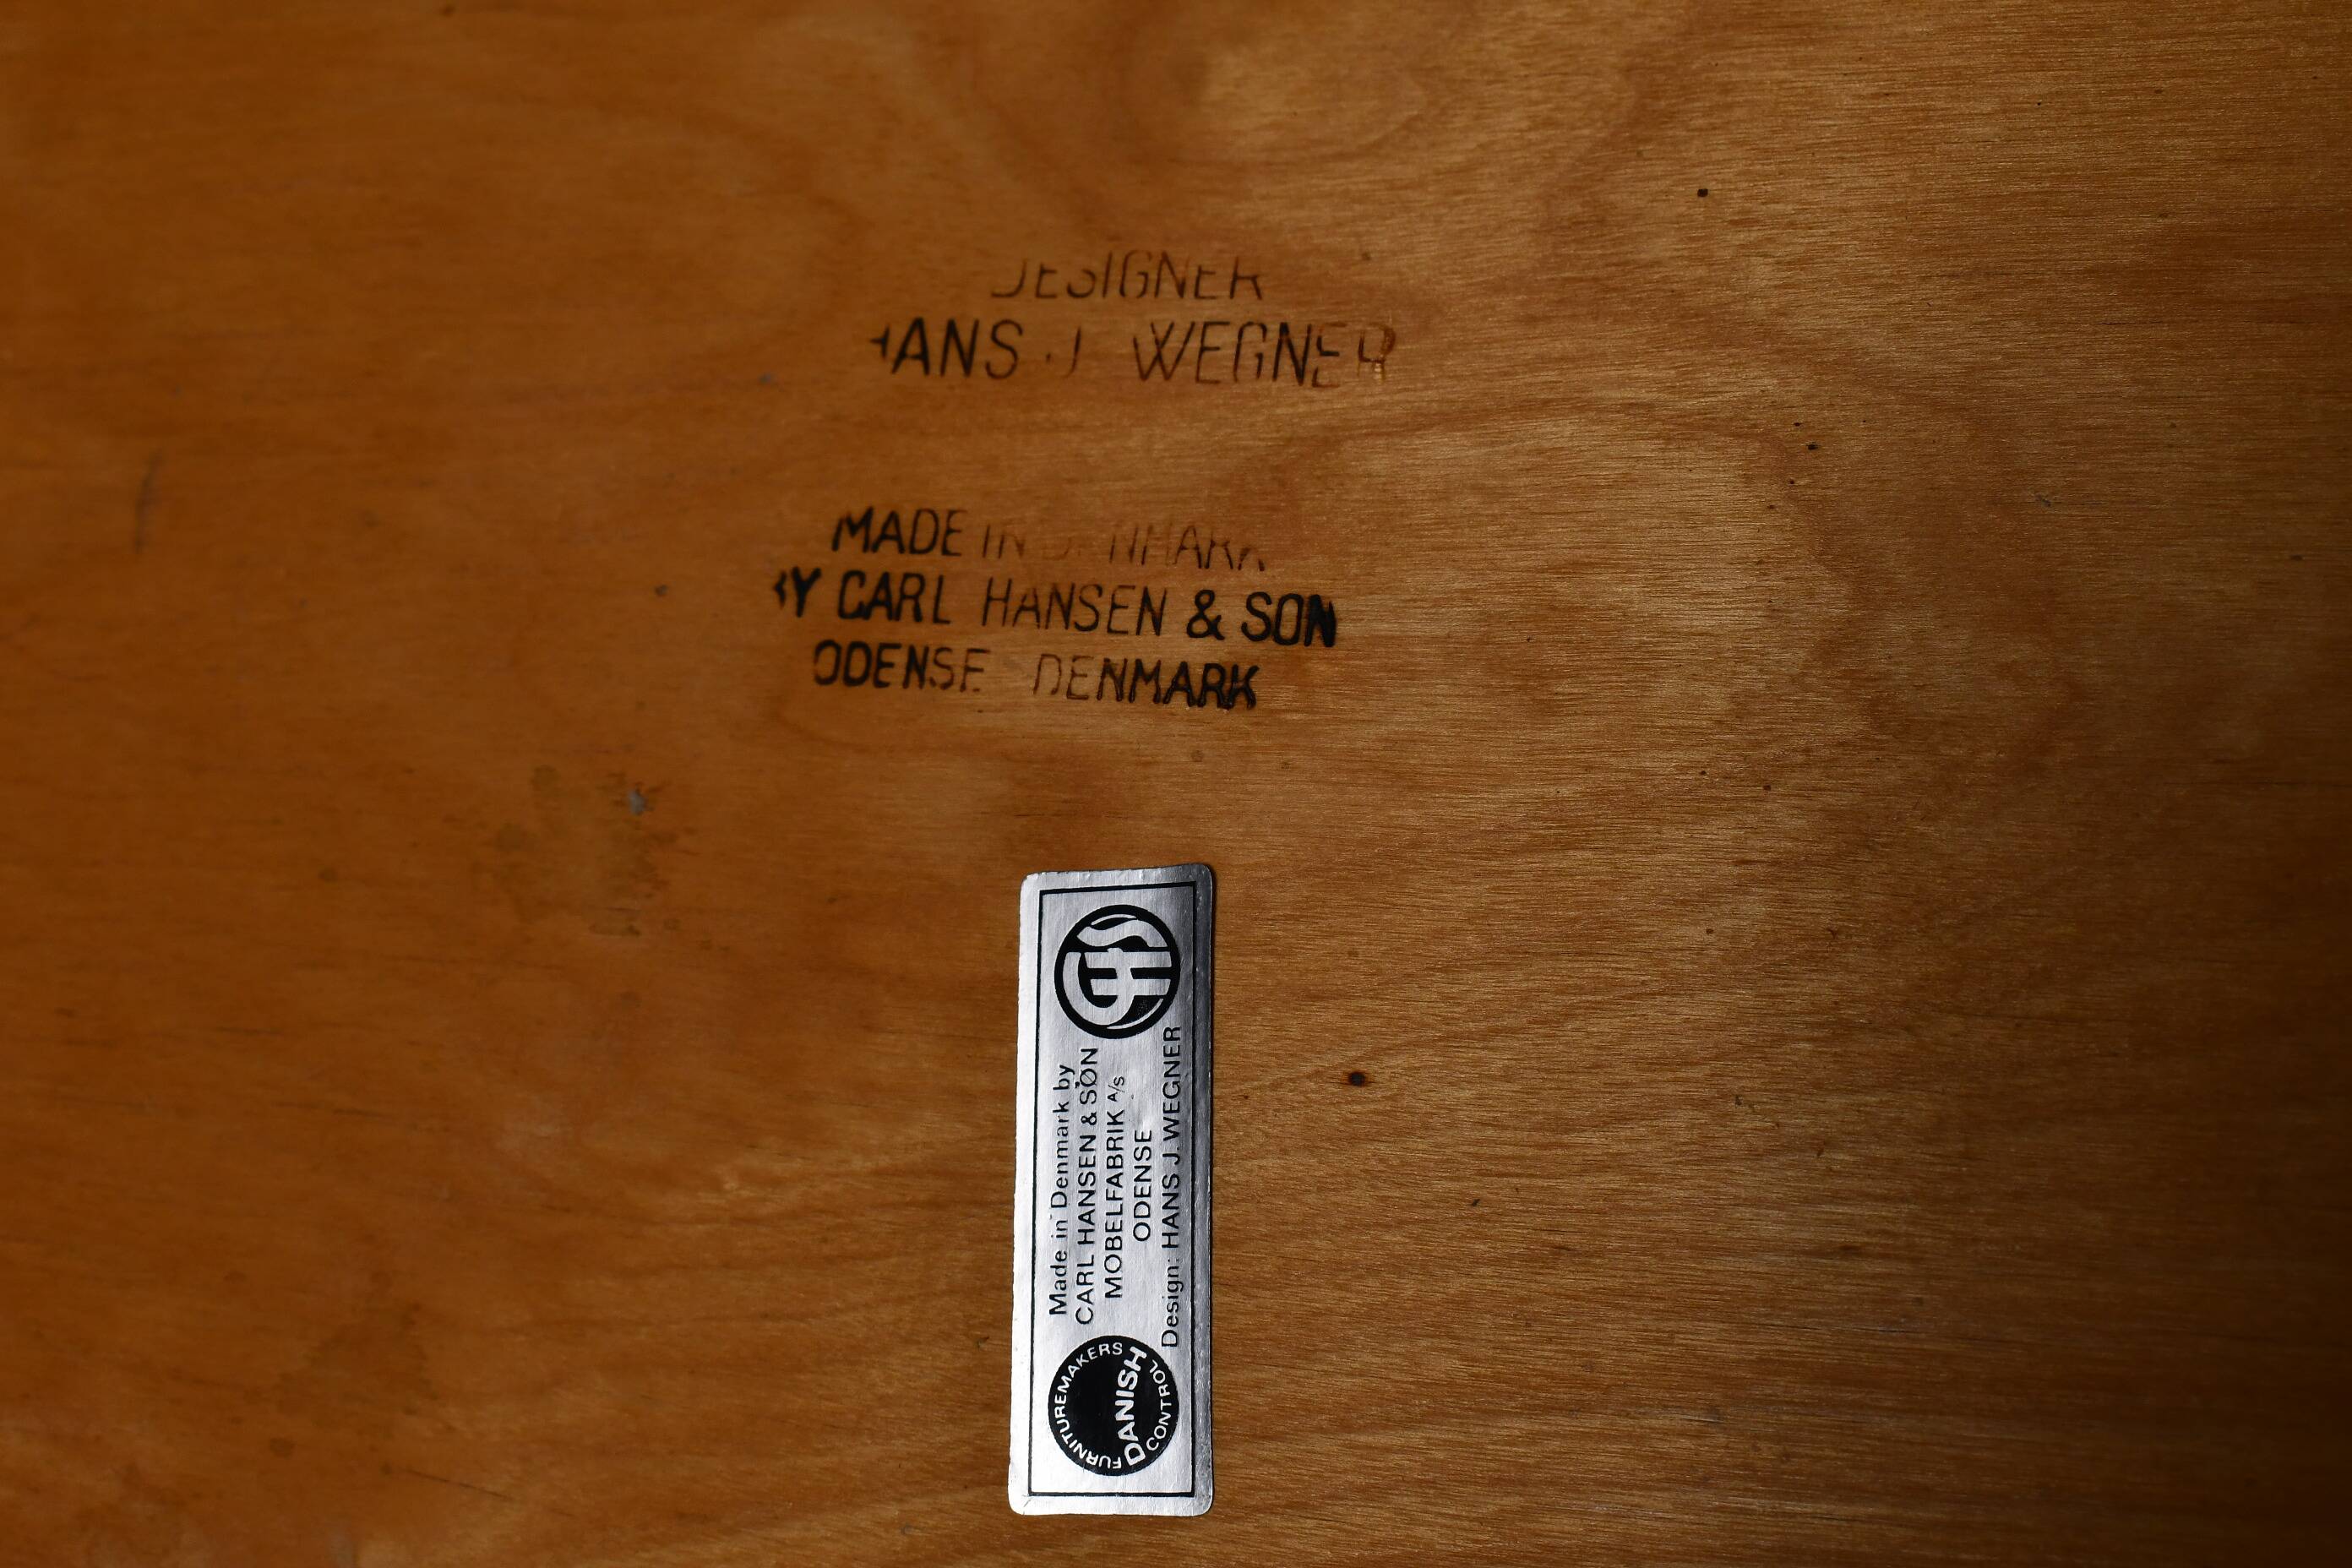 DESIGNER
HANS J WEGNER
MADE IN DENMARK
BY CARL HANSEN & SON
ODENSE DENMARK
CHS
Made in Denmark by
CARL HANSEN & SØN
MOBELFABRIK A/s
ODENSE
Design: HANS J. WEGNER
FURNITUREMAKERS
DANISH
CONTROL